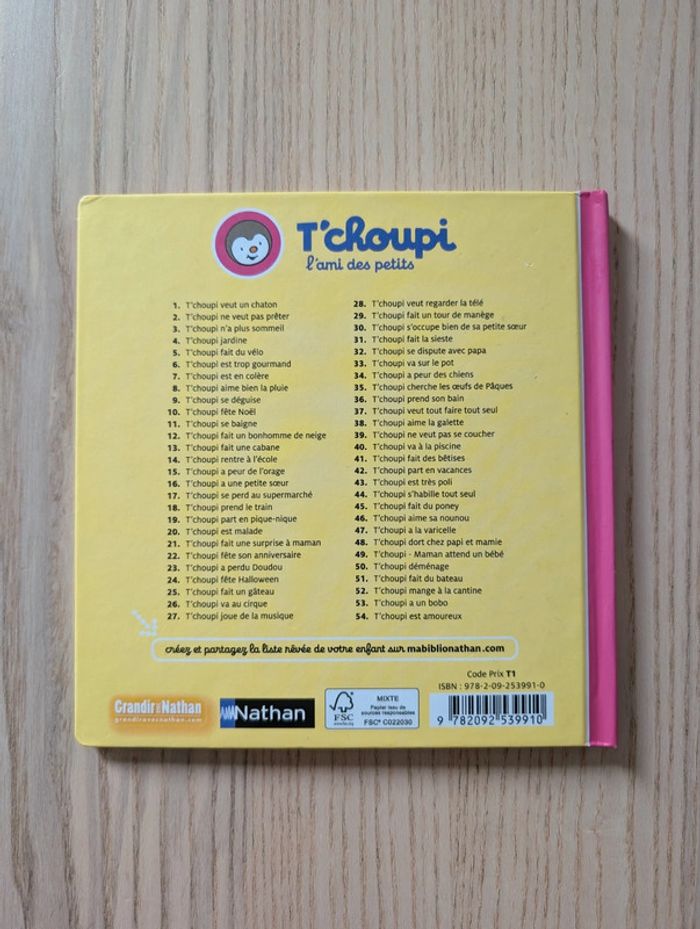 T'choupi
l'ami des petits
1. T'choupi veut un chaton
2. T'choupi ne veut pas prêter
3. T'choupi n'a plus sommeil
4. T'choupi jardine
5. T'choupi fait du vélo
6. T'choupi est trop gourmand
7. T'choupi est en colère
8. T'choupi aime bien la pluie
9. T'choupi se déguise
10. T'choupi fête Noël
11. T'choupi se baigne
12. T'choupi fait un bonhomme de neige
13. T'choupi fait une cabane
14. T'choupi rentre à l'école
15. T'choupi a peur de l'orage
16. T'choupi a une petite sœur
17. T'choupi se perd au supermarché
18. T'choupi prend le train
19. T'choupi part en pique-nique
20. T'choupi est malade
21. T'choupi fait une surprise à maman
22. T'choupi fête son anniversaire
23. T'choupi a perdu Doudou
24. T'choupi fête Halloween
25. T'choupi fait un gâteau
26. T'choupi va au cirque
27. T'choupi joue de la musique
28. T'choupi veut regarder la télé
29. T'choupi fait un tour de manège
30. T'choupi s'occupe bien de sa petite sœur
31. T'choupi fait la sieste
32. T'choupi se dispute avec papa
33. T'choupi va sur le pot
34. T'choupi a peur des chiens
35. T'choupi cherche les œufs de Pâques
36. T'choupi prend son bain
37. T'choupi veut tout faire tout seul
38. T'choupi aime la galette
39. T'choupi ne veut pas se coucher
40. T'choupi va à la piscine
41. T'choupi fait des bêtises
42. T'choupi part en vacances
43. T'choupi est très poli
44. T'choupi s'habille tout seul
45. T'choupi fait du poney
46. T'choupi aime sa nounou
47. T'choupi a la varicelle
48. T'choupi dort chez papi et mamie
49. T'choupi - Maman attend un bébé
50. T'choupi déménage
51. T'choupi fait du bateau
52. T'choupi mange à la cantine
53. T'choupi a un bobo
54. T'choupi est amoureux
créez et partagez la liste rêvée de votre enfant sur mabiblionathan.com
Code Prix T1
ISBN : 978-2-09-253991-0
9 782092 539910
Grandir avec Nathan
grandiravecnathan.com
Nathan
FSC
www.fsc.org
MIXTE
Papier issu de
sources responsables
FSC® C022030